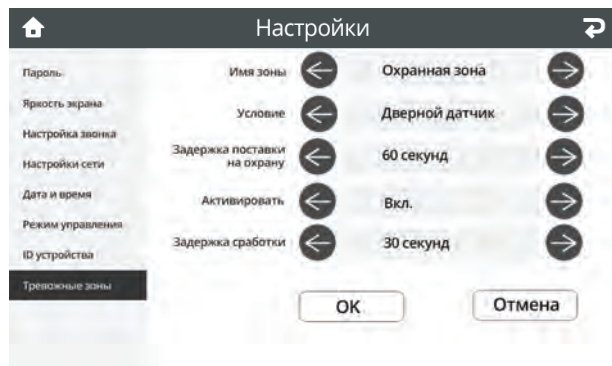 Настройки
Пароль
Яркость экрана
Настройка звонка
Настройки сети
Дата и время
Режим управления
ID устройства
Тревожные зоны
Имя зоны
Охранная зона
Условие
Дверной датчик
Задержка поставки
на охрану
60 секунд
Активировать
Вкл.
Задержка сработки
30 секунд
OK
Отмена